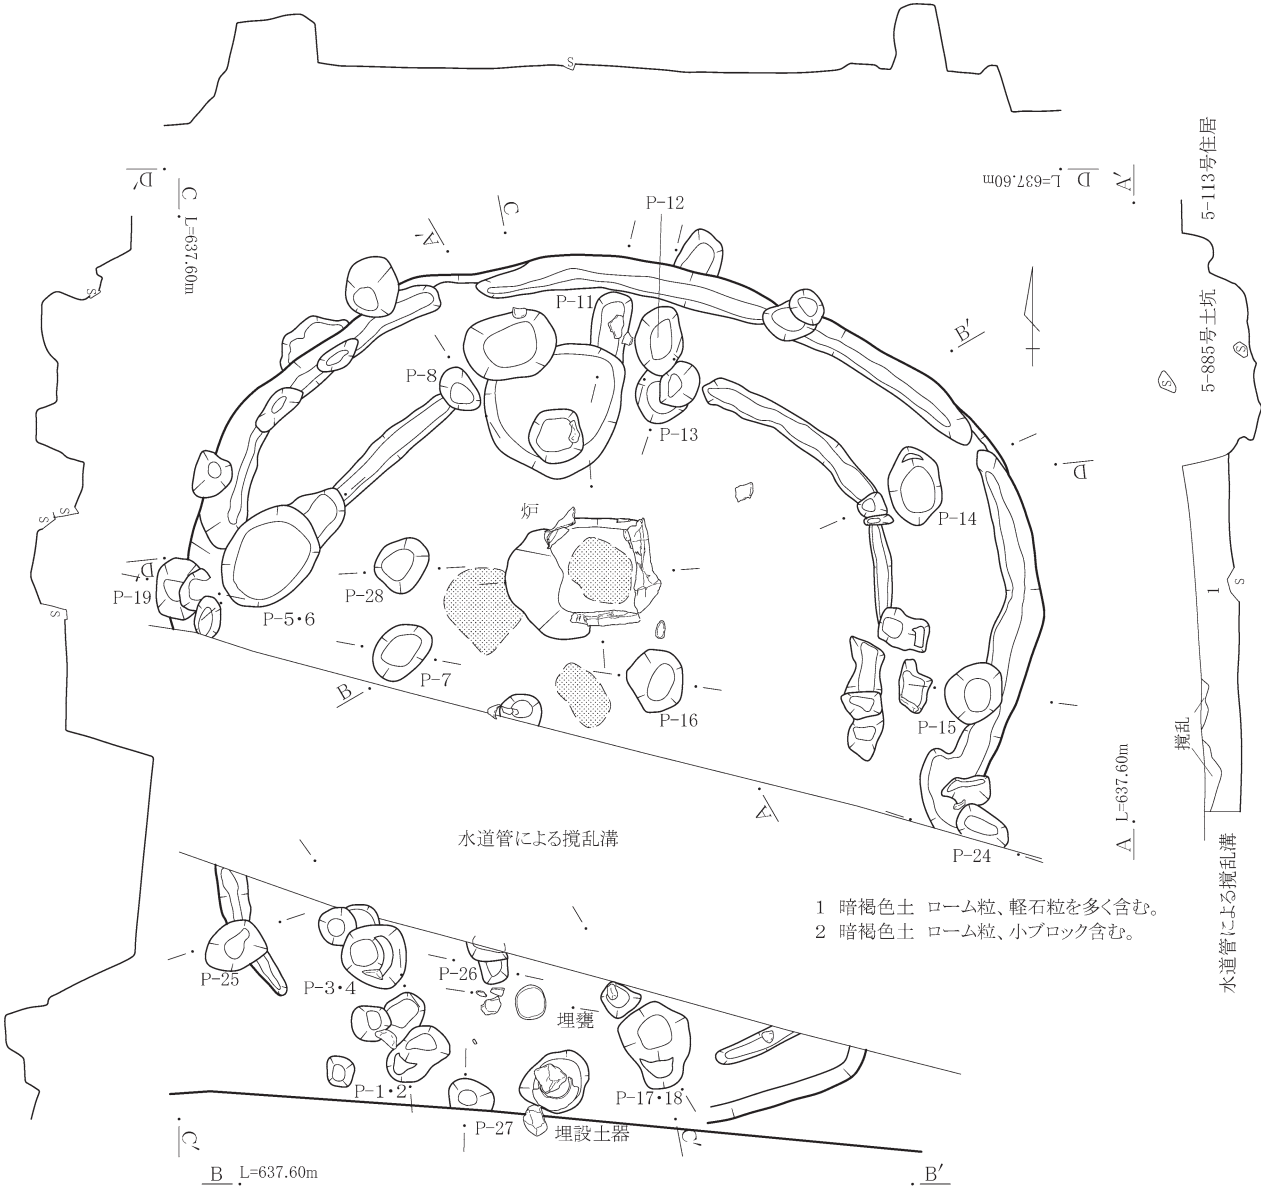 S
D′
C L=637.60m
L=637.60m D
A′
5-113号住居
5-885号土坑
C
A′
P-12
B′
S
P-11
P-8
P-13
D
S
S
炉
P-14
S
S
S
D′
P-19
P-28
P-5・6
P-7
B
P-16
P-15
1
S
S
攪乱
A
A L=637.60m
水道管による攪乱溝
P-24
水道管による攪乱溝
1 暗褐色土 ローム粒、軽石粒を多く含む。
2 暗褐色土 ローム粒、小ブロック含む。
P-25
P-3・4
P-26
埋甕
P-1・2
P-17・18
P-27
埋設土器
C′
C′
B L=637.60m
B′